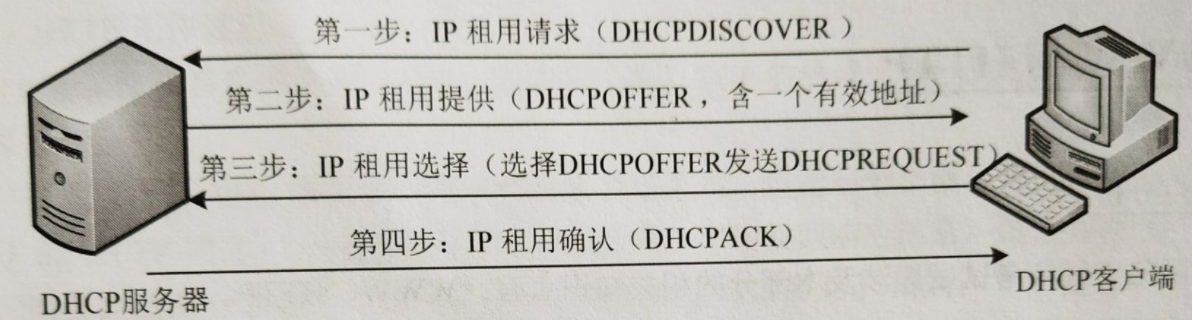 第一步：IP 租用请求（DHCPDISCOVER ）
第二步：IP 租用提供（DHCPOFFER ，含一个有效地址）
第三步：IP 租用选择（选择DHCPOFFER发送DHCPREQUEST）
第四步：IP 租用确认（DHCPACK）
DHCP服务器
DHCP客户端